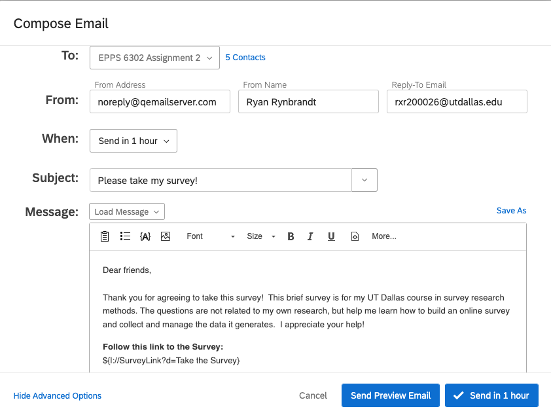 Compose Email
To: EPPS 6302 Assignment 2 5 Contacts
From Address From Name Reply-To Email
From: noreply@qemailserver.com Ryan Rynbrandt rxr200026@utdallas.edu
When: Send in 1 hour
Subject: Please take my survey!
Message: Load Message Save As
{A} Font Size B I U More...
Dear friends,
Thank you for agreeing to take this survey! This brief survey is for my UT Dallas course in survey research
methods. The questions are not related to my own research, but help me learn how to build an online survey
and collect and manage the data it generates. I appreciate your help!
Follow this link to the Survey:
${l://SurveyLink?d=Take the Survey}
Hide Advanced Options Cancel Send Preview Email Send in 1 hour